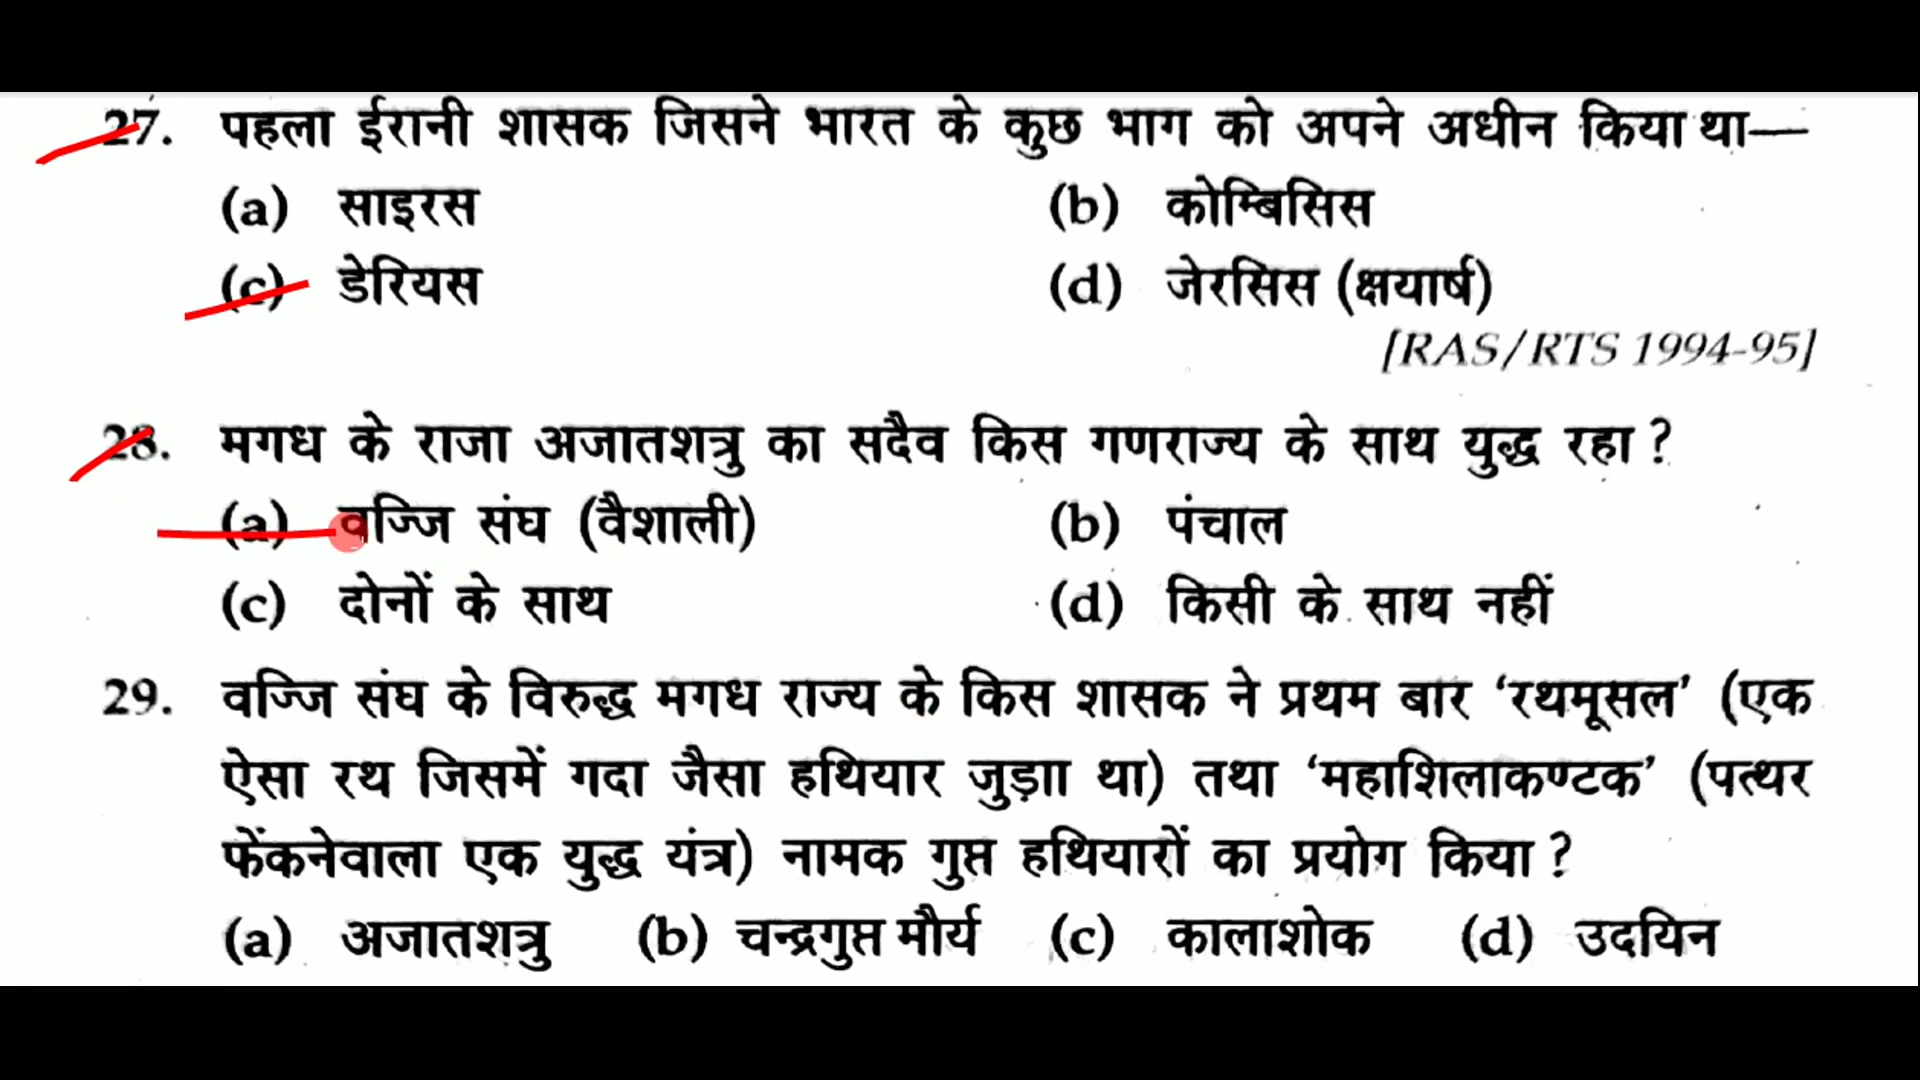 27. पहला ईरानी शासक जिसने भारत के कुछ भाग को अपने अधीन किया था—
(a) साइरस (b) कोम्बिसिस
(c) डेरियस (d) जेरसिस (क्षयार्ष)
[RAS/RTS 1994-95]
28. मगध के राजा अजातशत्रु का सदैव किस गणराज्य के साथ युद्ध रहा ?
(a) वज्जि संघ (वैशाली) (b) पंचाल
(c) दोनों के साथ (d) किसी के साथ नहीं
29. वज्जि संघ के विरुद्ध मगध राज्य के किस शासक ने प्रथम बार ‘रथमूसल’ (एक
ऐसा रथ जिसमें गदा जैसा हथियार जुड़ाा था) तथा ‘महाशिलाकण्टक’ (पत्थर
फेंकनेवाला एक युद्ध यंत्र) नामक गुप्त हथियारों का प्रयोग किया ?
(a) अजातशत्रु (b) चन्द्रगुप्त मौर्य (c) कालाशोक (d) उदयिन